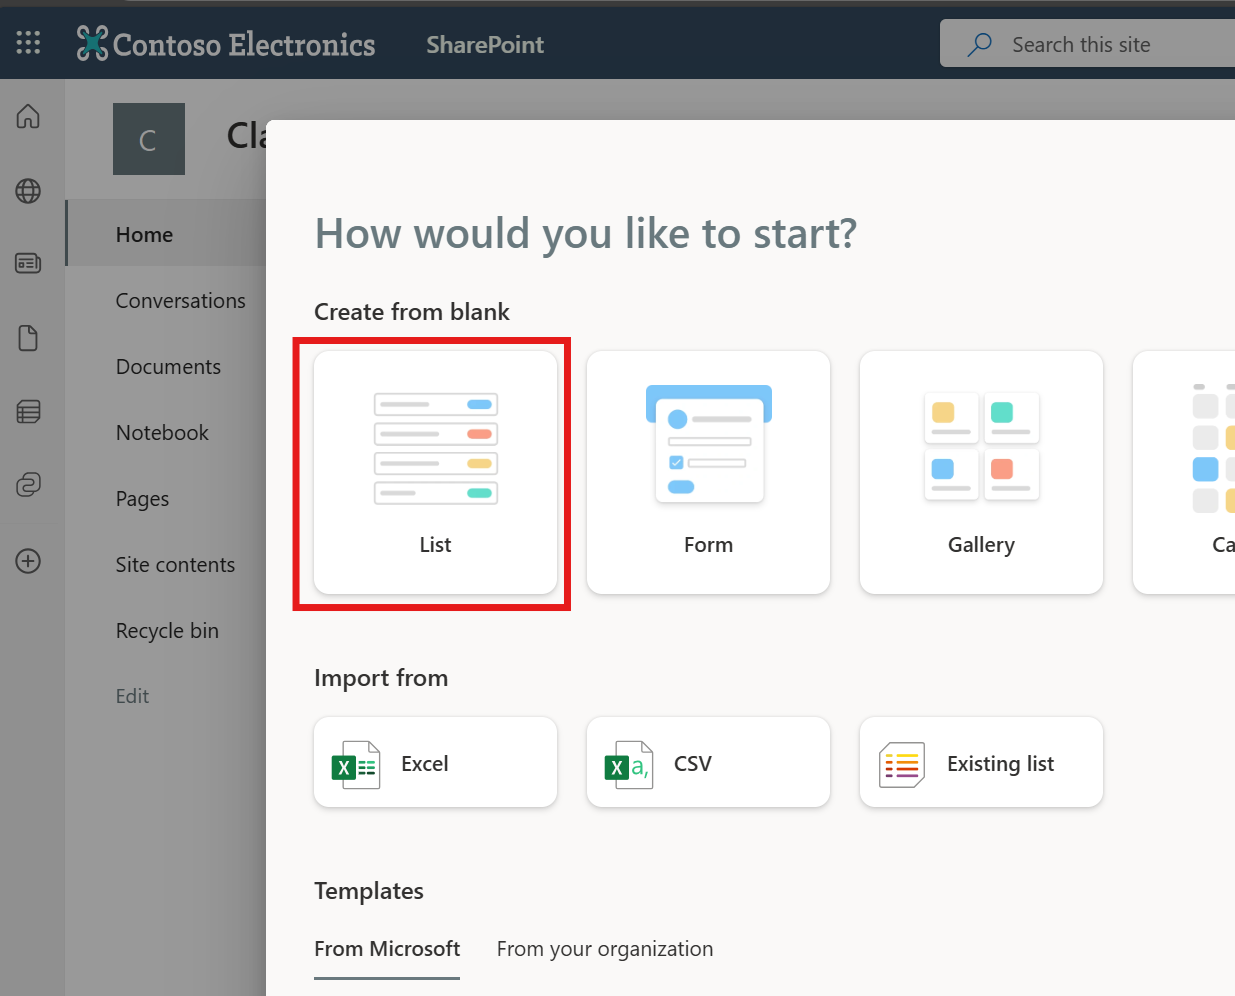 Contoso Electronics SharePoint Search this site
C Cla
Home
Conversations
Documents
Notebook
Pages
Site contents
Recycle bin
Edit
How would you like to start?
Create from blank
List Form Gallery Ca
Import from
Excel CSV Existing list
Templates
From Microsoft From your organization